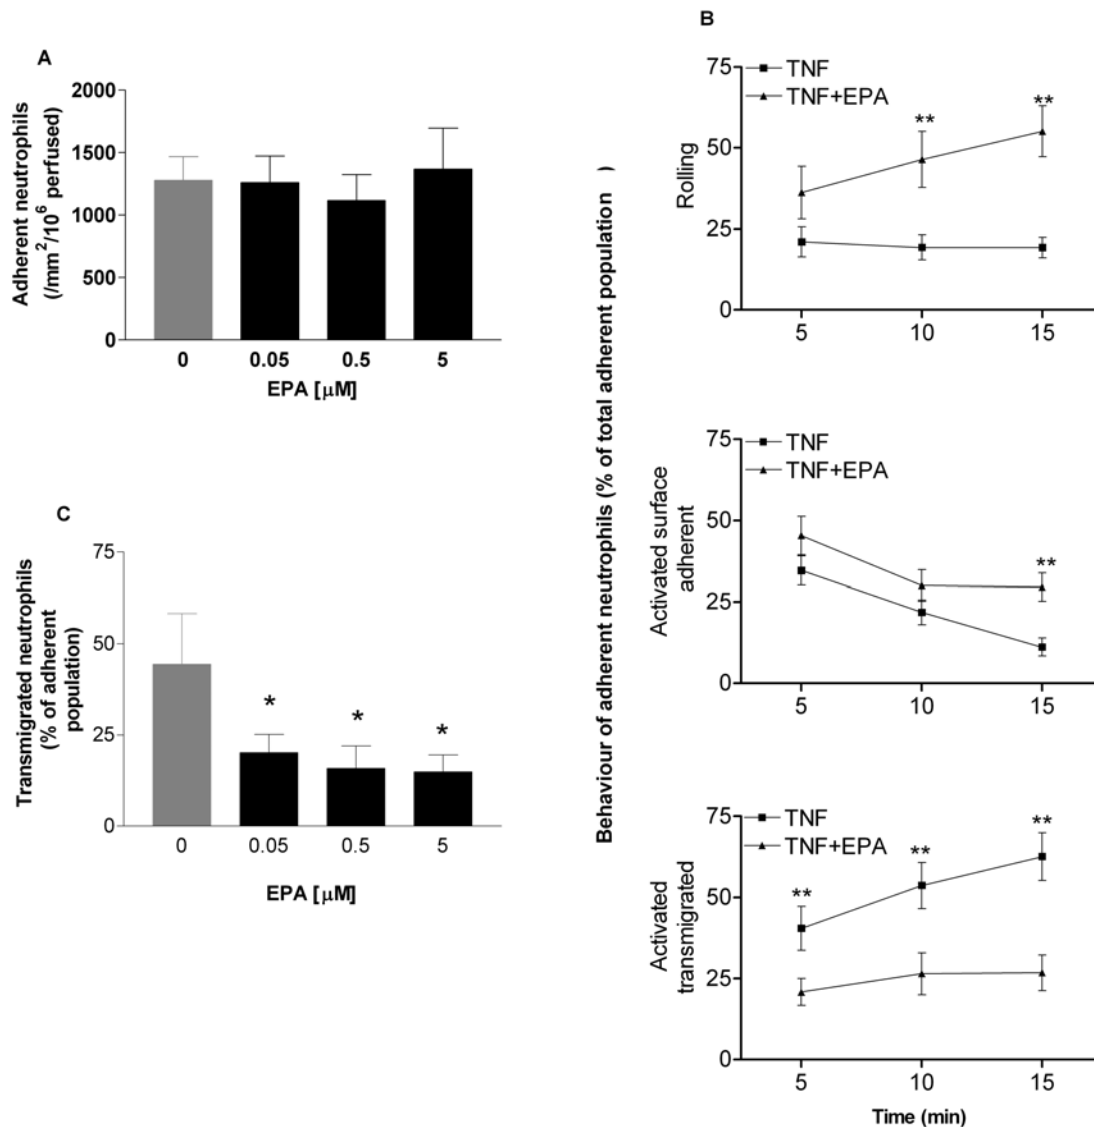 A
Adherent neutrophils
(/mm²/10⁶ perfused)
2000
1500
1000
500
0
0 0.05 0.5 5
EPA [μM]
C
Transmigrated neutrophils
(% of adherent
population)
75
50
25
0
* * *
0 0.05 0.5 5
EPA [μM]
B
Behaviour of adherent neutrophils (% of total adherent population )
Rolling
75
50
25
0
TNF
TNF+EPA
** **
5 10 15
Activated surface
adherent
75
50
25
0
TNF
TNF+EPA
**
5 10 15
Activated
transmigrated
75
50
25
0
TNF
TNF+EPA
** ** **
5 10 15
Time (min)